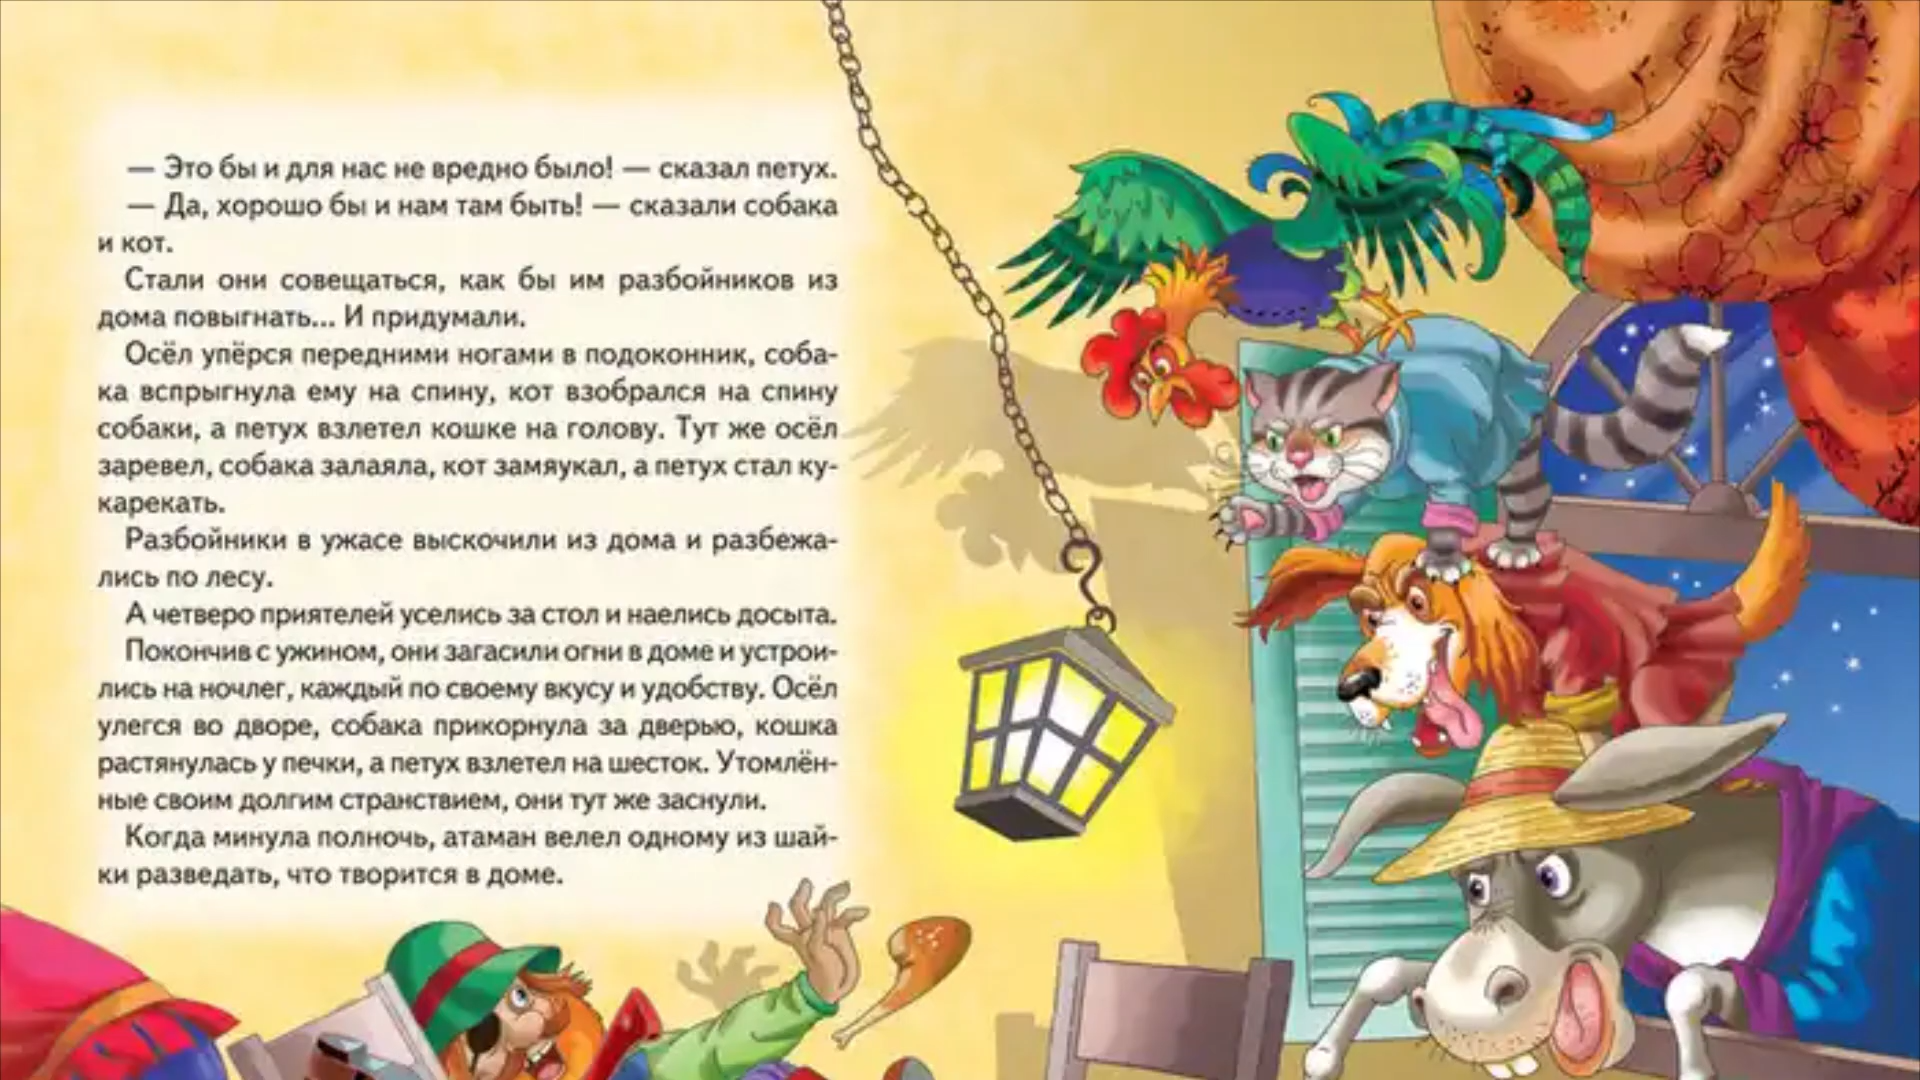 — Это бы и для нас не вредно было! — сказал петух.
— Да, хорошо бы и нам там быть! — сказали собака
и кот.
Стали они совещаться, как бы им разбойников из
дома повыгнать... И придумали.
Осёл упёрся передними ногами в подоконник, соба-
ка вспрыгнула ему на спину, кот взобрался на спину
собаки, а петух взлетел кошке на голову. Тут же осёл
заревел, собака залаяла, кот замяукал, а петух стал ку-
карекать.
Разбойники в ужасе выскочили из дома и разбежа-
лись по лесу.
А четверо приятелей уселись за стол и наелись досыта.
Покончив с ужином, они загасили огни в доме и устрои-
лись на ночлег, каждый по своему вкусу и удобству. Осёл
улегся во дворе, собака прикорнула за дверью, кошка
растянулась у печки, а петух взлетел на шесток. Утомлён-
ные своим долгим странствием, они тут же заснули.
Когда минула полночь, атаман велел одному из шай-
ки разведать, что творится в доме.